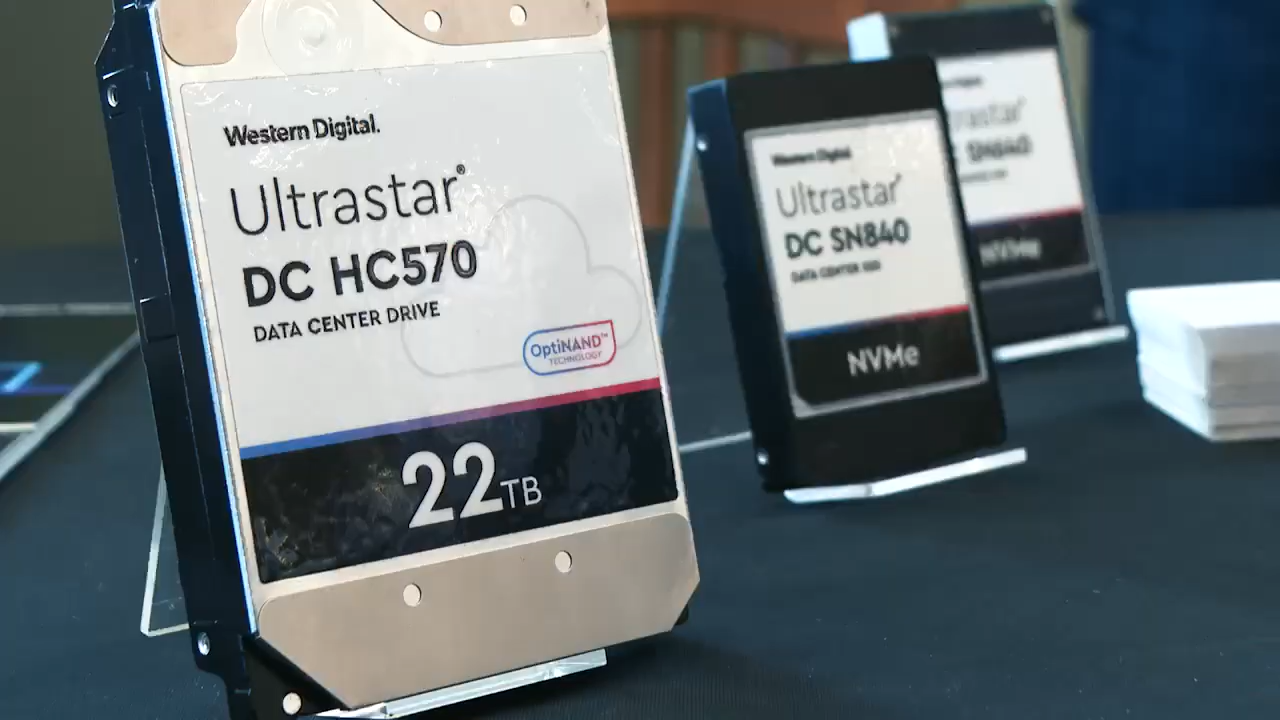 Western Digital.
Ultrastar®
DC HC570
DATA CENTER DRIVE
OptiNAND™
TECHNOLOGY
22TB
Western Digital
Ultrastar
DC SN840
DATA CENTER SSD
NVMe
NVMe